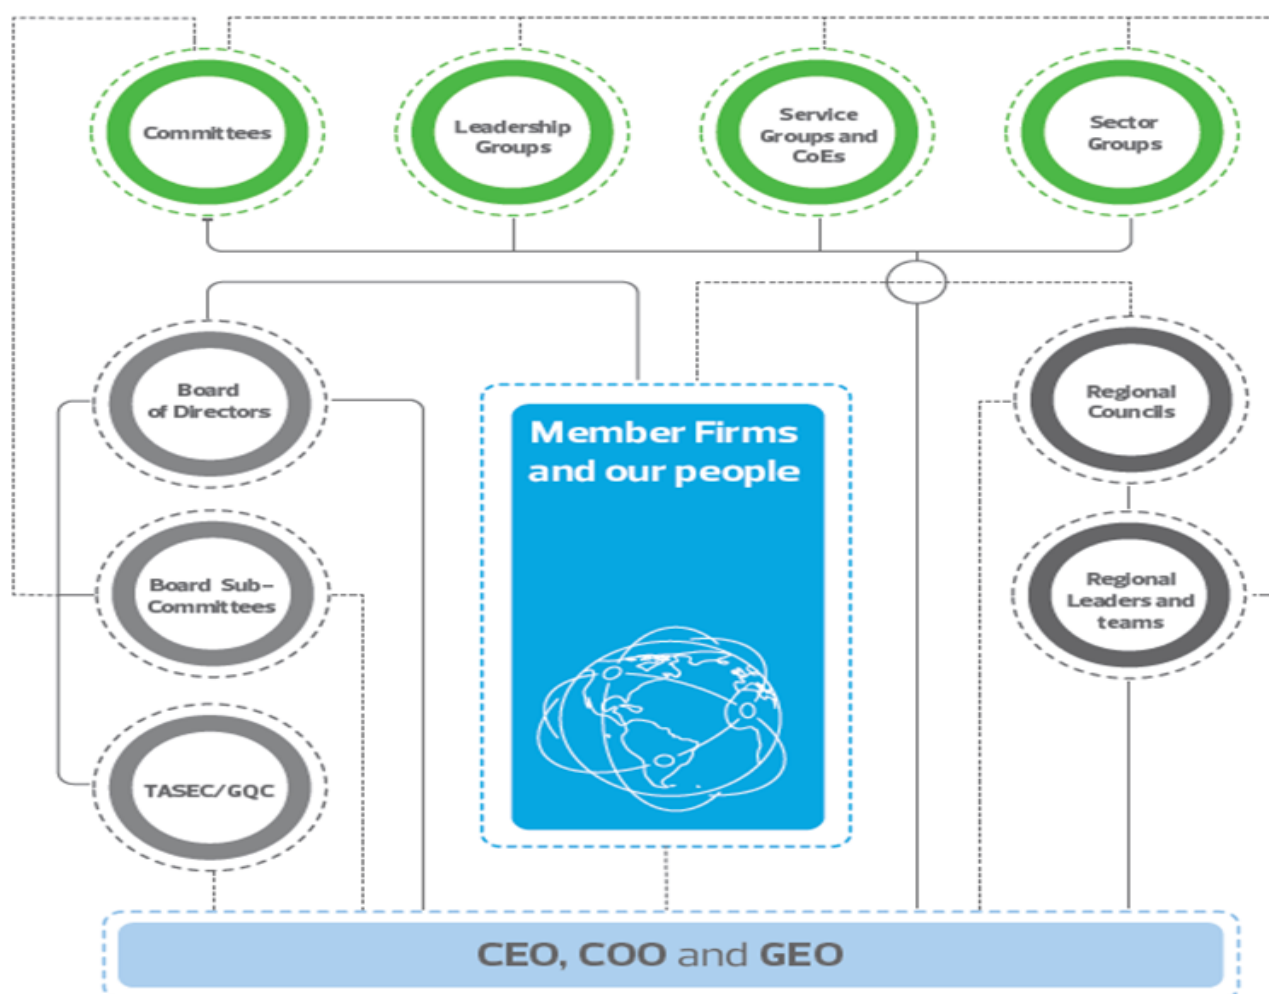 Committees
Leadership
Groups
Service
Groups and
CoEs
Sector
Groups
Board
of Directors
Member Firms
and our people
Regional
Councils
Board Sub-
Committees
Regional
Leaders and
teams
TASEC/GQC
CEO, COO and GEO